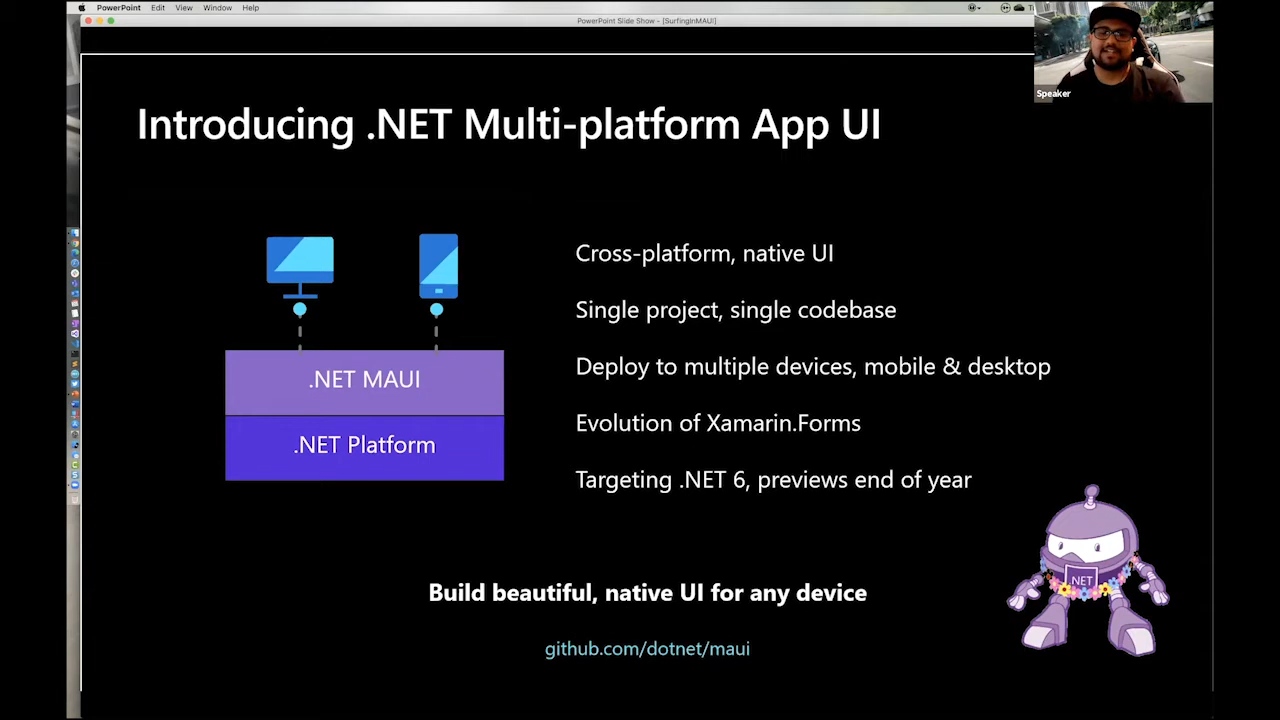 PowerPoint Edit View Window Help
PowerPoint Slide Show - [SurfingInMAUI]
Speaker
Introducing .NET Multi-platform App UI
Cross-platform, native UI
Single project, single codebase
Deploy to multiple devices, mobile & desktop
Evolution of Xamarin.Forms
Targeting .NET 6, previews end of year
.NET MAUI
.NET Platform
.NET
Build beautiful, native UI for any device
github.com/dotnet/maui